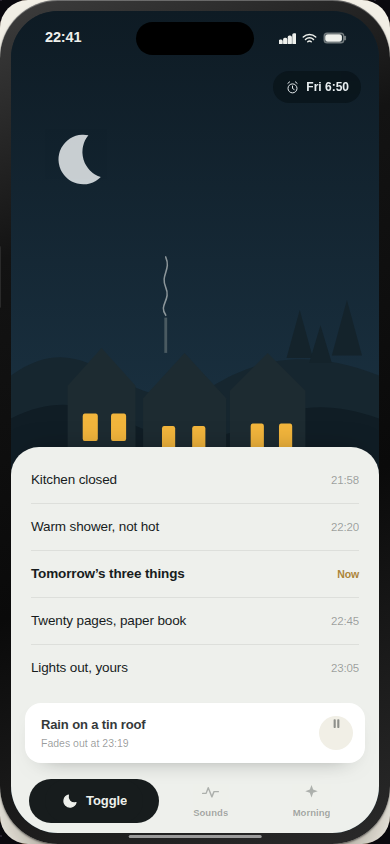 22:41
Fri 6:50
Kitchen closed 21:58
Warm shower, not hot 22:20
Tomorrow’s three things Now
Twenty pages, paper book 22:45
Lights out, yours 23:05
Rain on a tin roof
Fades out at 23:19
Toggle
Sounds
Morning